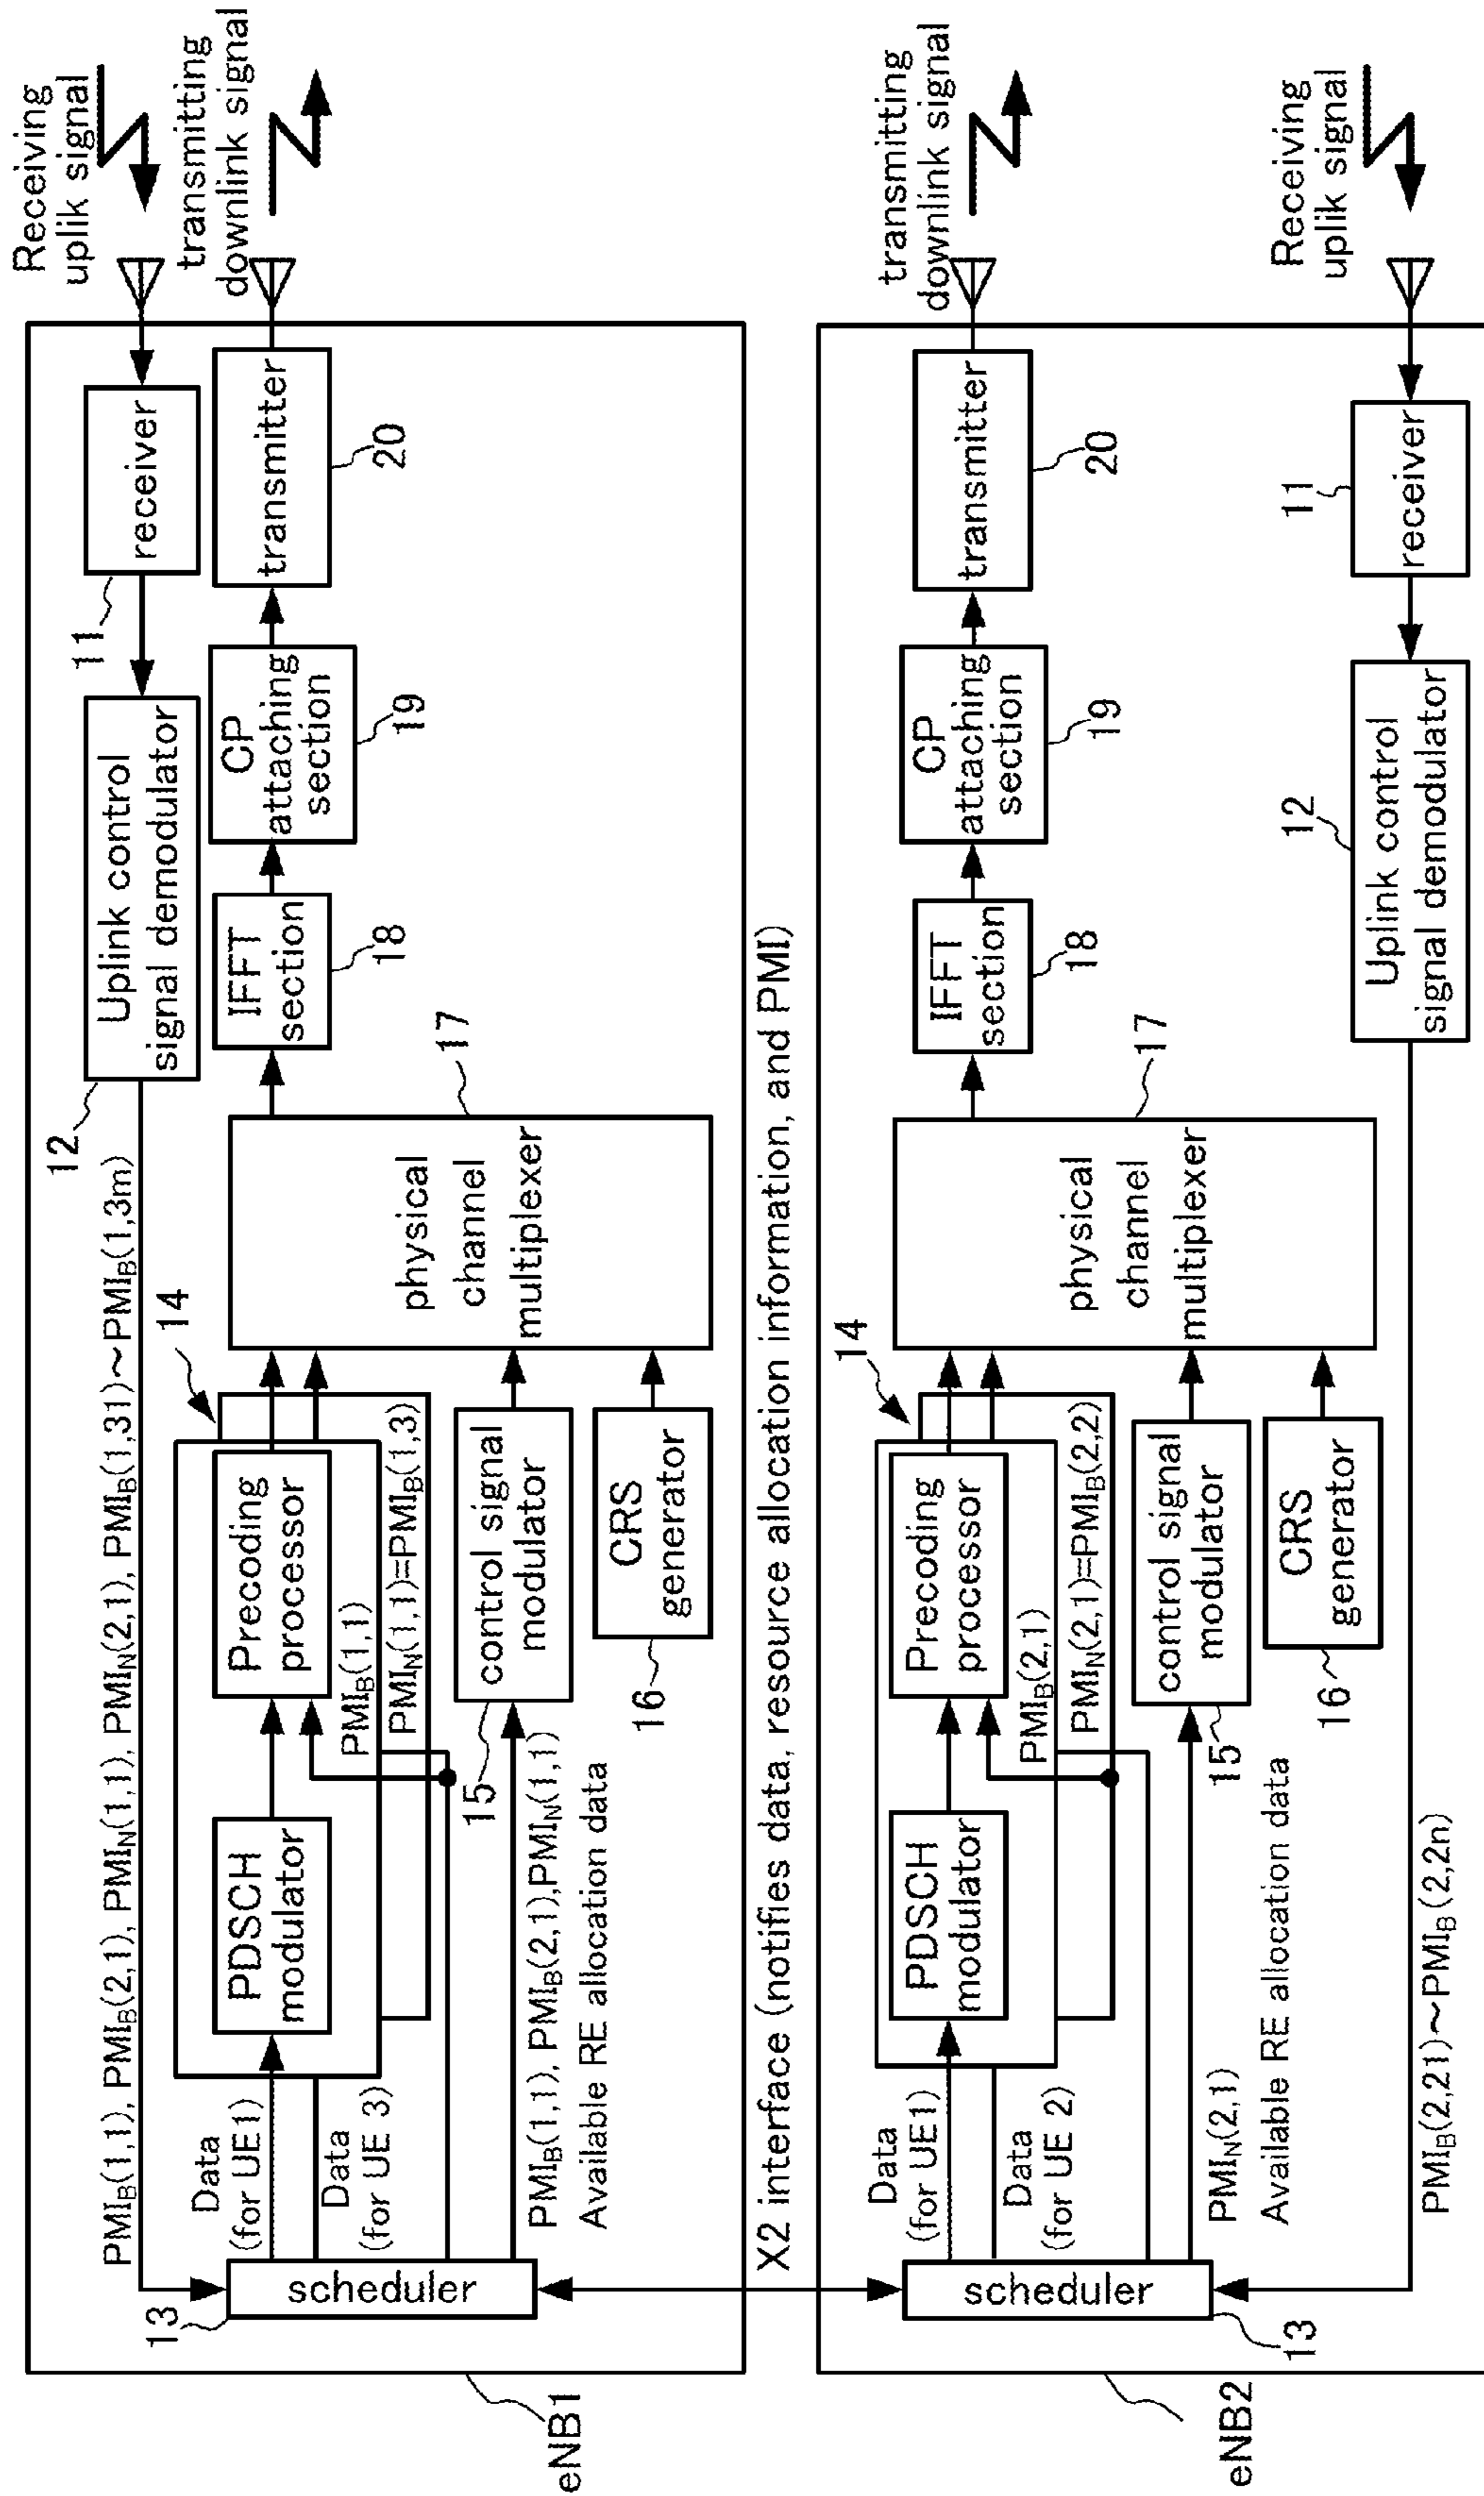 Receiving
uplik signal
transmitting
downlink signal
receiver
11
transmitter
20
Uplink control
signal demodulator
12
CP
attaching
section
19
IFFT
section
18
physical
channel
multiplexer
17
14
PMIB(1,1), PMIB(2,1), PMIN(1,1), PMIN(2,1), PMIB(1,31)~PMIB(1,3m)
Precoding
processor
PMIB(1,1)
PMIN(1,1)=PMIB(1,3)
PDSCH
modulator
control signal
modulator
15
CRS
generator
16
Data
(for UE1)
Data
(for UE 3)
PMIB(1,1), PMIB(2,1),PMIN(1,1)
Available RE allocation data
scheduler
13
eNB1
X2 interface (notifies data, resource allocation information, and PMI)
transmitting
downlink signal
Receiving
uplik signal
transmitter
20
receiver
11
CP
attaching
section
19
Uplink control
signal demodulator
12
IFFT
section
18
physical
channel
multiplexer
17
14
Precoding
processor
PMIB(2,1)
PMIN(2,1)=PMIB(2,2)
PDSCH
modulator
control signal
modulator
15
CRS
generator
16
Data
(for UE1)
Data
(for UE 2)
PMIN(2,1)
Available RE allocation data
PMIB(2,21)~PMIB(2,2n)
scheduler
13
eNB2